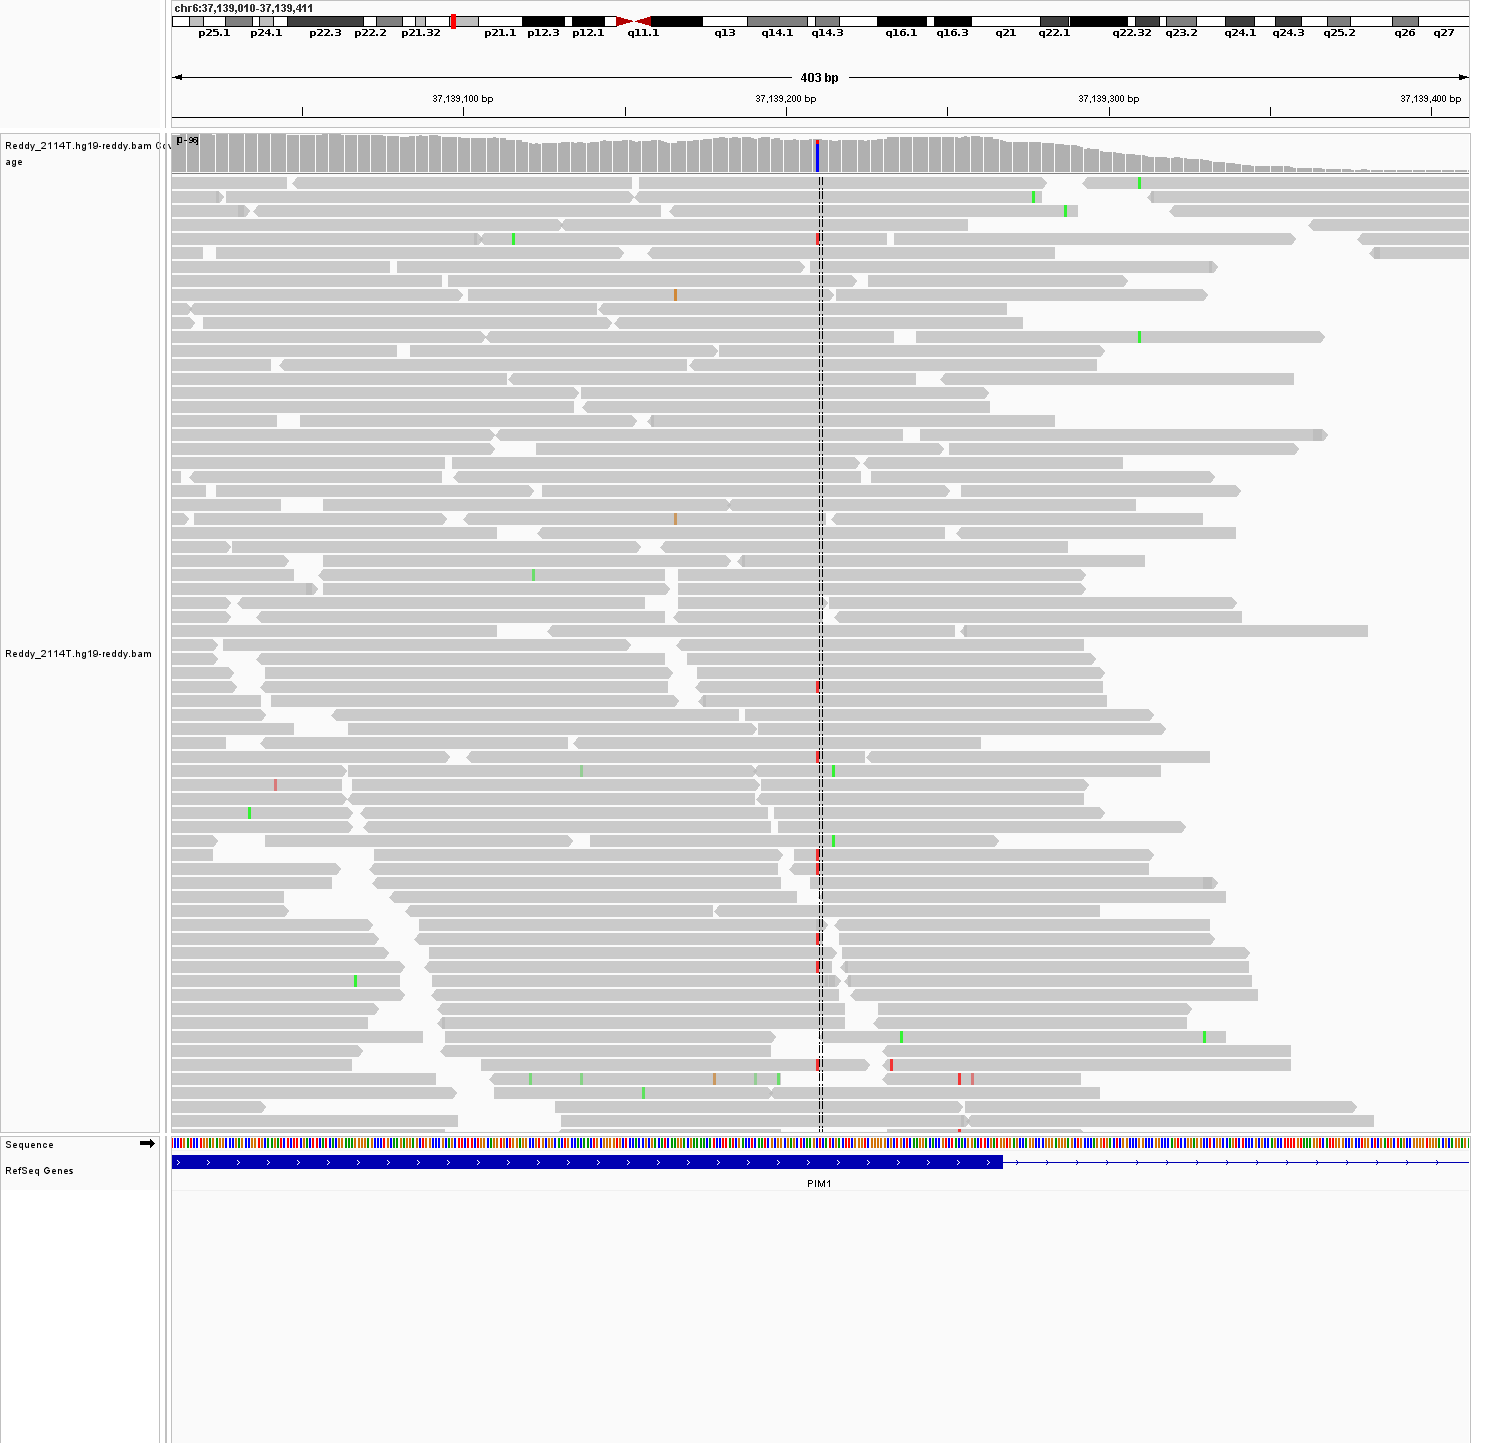 chr6:37,139,010-37,139,411
p25.1 p24.1 p22.3 p22.2 p21.32 p21.1 p12.3 p12.1 q11.1 q13 q14.1 q14.3 q16.1 q16.3 q21 q22.1 q22.32 q23.2 q24.1 q24.3 q25.2 q26 q27
403 bp
37,139,100 bp 37,139,200 bp 37,139,300 bp 37,139,400 bp
Reddy_2114T.hg19-reddy.bam Cov
age
[0-96]
Reddy_2114T.hg19-reddy.bam
Sequence
RefSeq Genes
PIM1